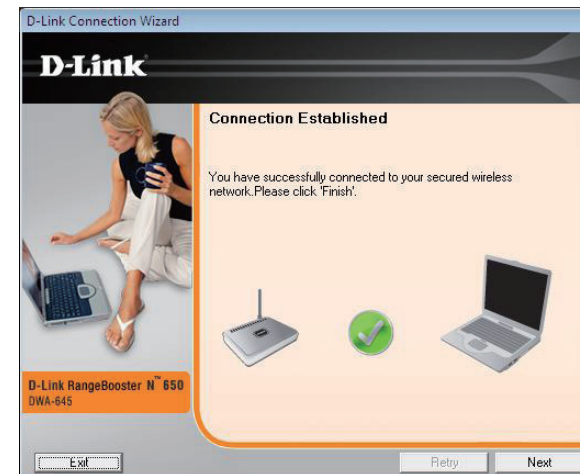 D-Link Connection Wizard
D-Link
Connection Established
You have successfully connected to your secured wireless
network.Please click 'Finish'.
D-Link RangeBooster N™ 650
DWA-645
Exit
Retry
Next